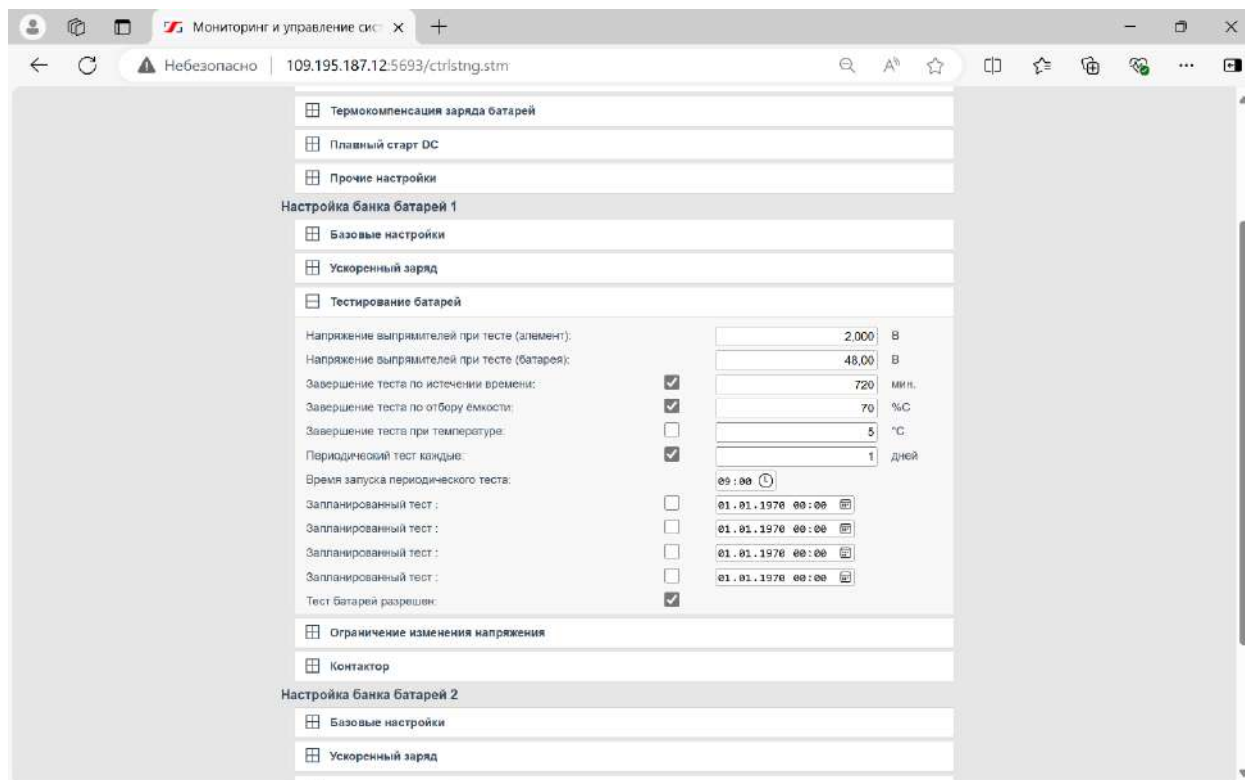 Мониторинг и управление сис
Небезопасно 109.195.187.12:5693/ctrlstng.stm
Термокомпенсация заряда батарей
Плавный старт DC
Прочие настройки
Настройка банка батарей 1
Базовые настройки
Ускоренный заряд
Тестирование батарей
Напряжение выпрямителей при тесте (элемент): 2,000 В
Напряжение выпрямителей при тесте (батарея): 48,00 В
Завершение теста по истечении времени: 720 мин.
Завершение теста по отбору ёмкости: 70 %С
Завершение теста при температуре: 5 °C
Периодический тест каждые: 1 дней
Время запуска периодического теста: 09:00
Запланированный тест : 01.01.1970 00:00
Запланированный тест : 01.01.1970 00:00
Запланированный тест : 01.01.1970 00:00
Запланированный тест : 01.01.1970 00:00
Тест батарей разрешен:
Ограничение изменения напряжения
Контактор
Настройка банка батарей 2
Базовые настройки
Ускоренный заряд